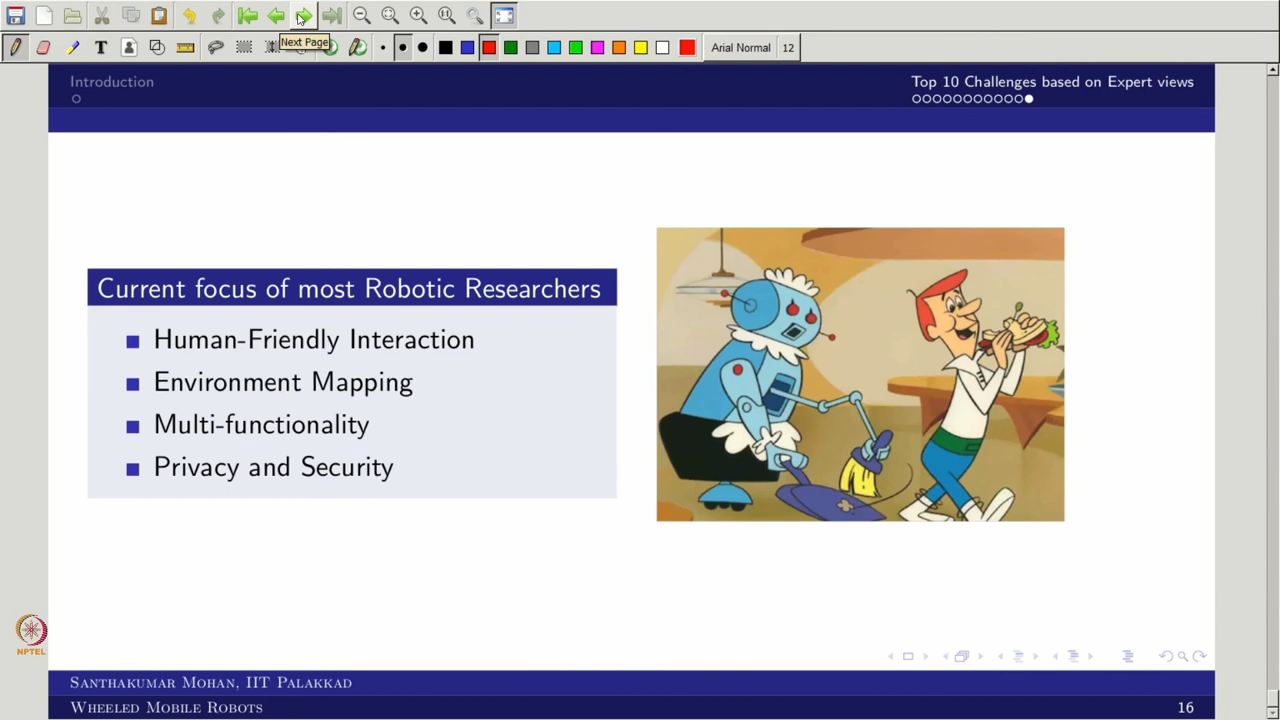 Next Page
Arial Normal 12
Introduction
Top 10 Challenges based on Expert views
Current focus of most Robotic Researchers
Human-Friendly Interaction
Environment Mapping
Multi-functionality
Privacy and Security
NPTEL
Santhakumar Mohan, IIT Palakkad
Wheeled Mobile Robots
16